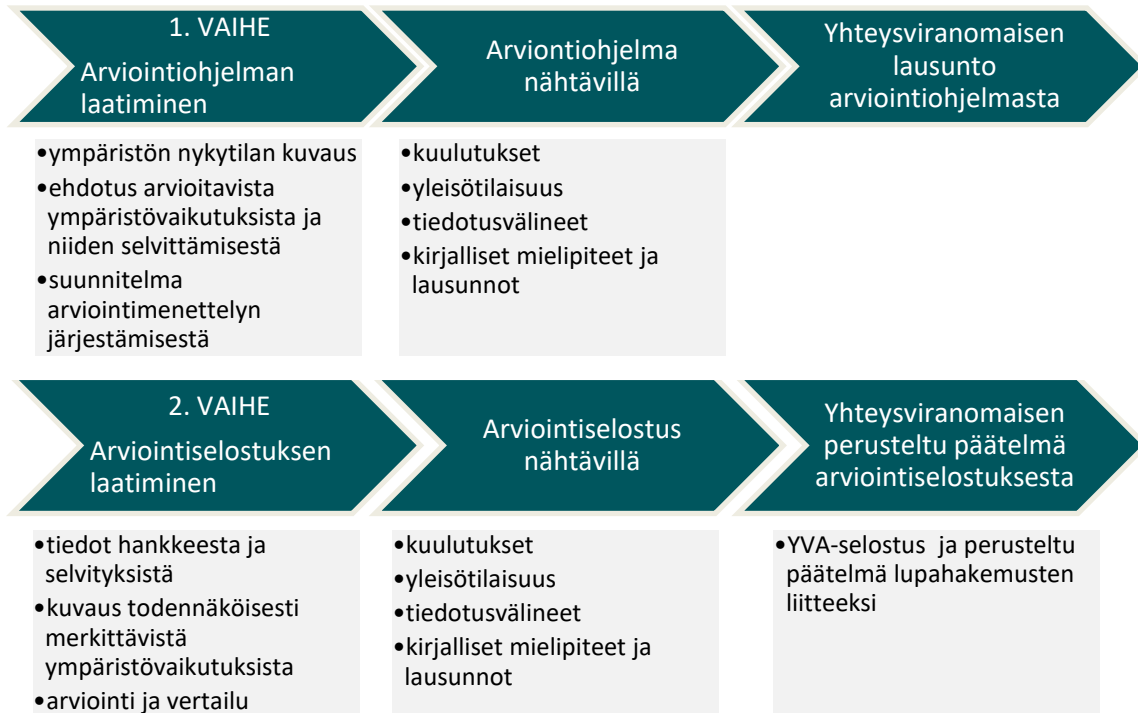 1. VAIHE
Arviointiohjelman
laatiminen
Arviontiohjelma
nähtävillä
Yhteysviranomaisen
lausunto
arviointiohjelmasta
•ympäristön nykytilan kuvaus
•ehdotus arvioitavista
ympäristövaikutuksista ja
niiden selvittämisestä
•suunnitelma
arviointimenettelyn
järjestämisestä
•kuulutukset
•yleisötilaisuus
•tiedotusvälineet
•kirjalliset mielipiteet ja
lausunnot
2. VAIHE
Arviointiselostuksen
laatiminen
Arviointiselostus
nähtävillä
Yhteysviranomaisen
perusteltu päätelmä
arviointiselostuksesta
•tiedot hankkeesta ja
selvityksistä
•kuvaus todennäköisesti
merkittävistä
ympäristövaikutuksista
•arviointi ja vertailu
•kuulutukset
•yleisötilaisuus
•tiedotusvälineet
•kirjalliset mielipiteet ja
lausunnot
•YVA-selostus ja perusteltu
päätelmä lupahakemusten
liitteeksi